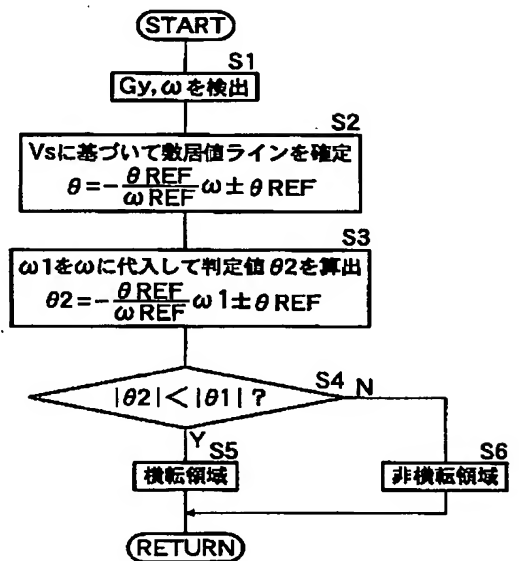 START
S1
Gy, ωを検出
S2
Vsに基づいて敷居値ラインを確定
θ=-θREF/ωREF ω±θREF
S3
ω1をωに代入して判定値θ2を算出
θ2=-θREF/ωREF ω1±θREF
S4
|θ2|<|θ1|?
N
Y
S5
横転領域
S6
非横転領域
RETURN